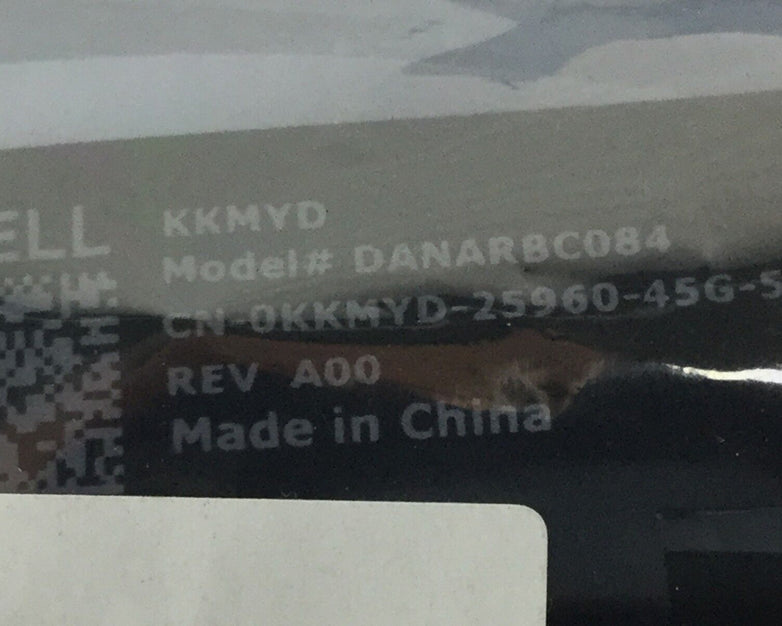 ELL
KKMYD
Model# DANARBC084
CN-0KKMYD-25960-45G-S
REV A00
Made in China